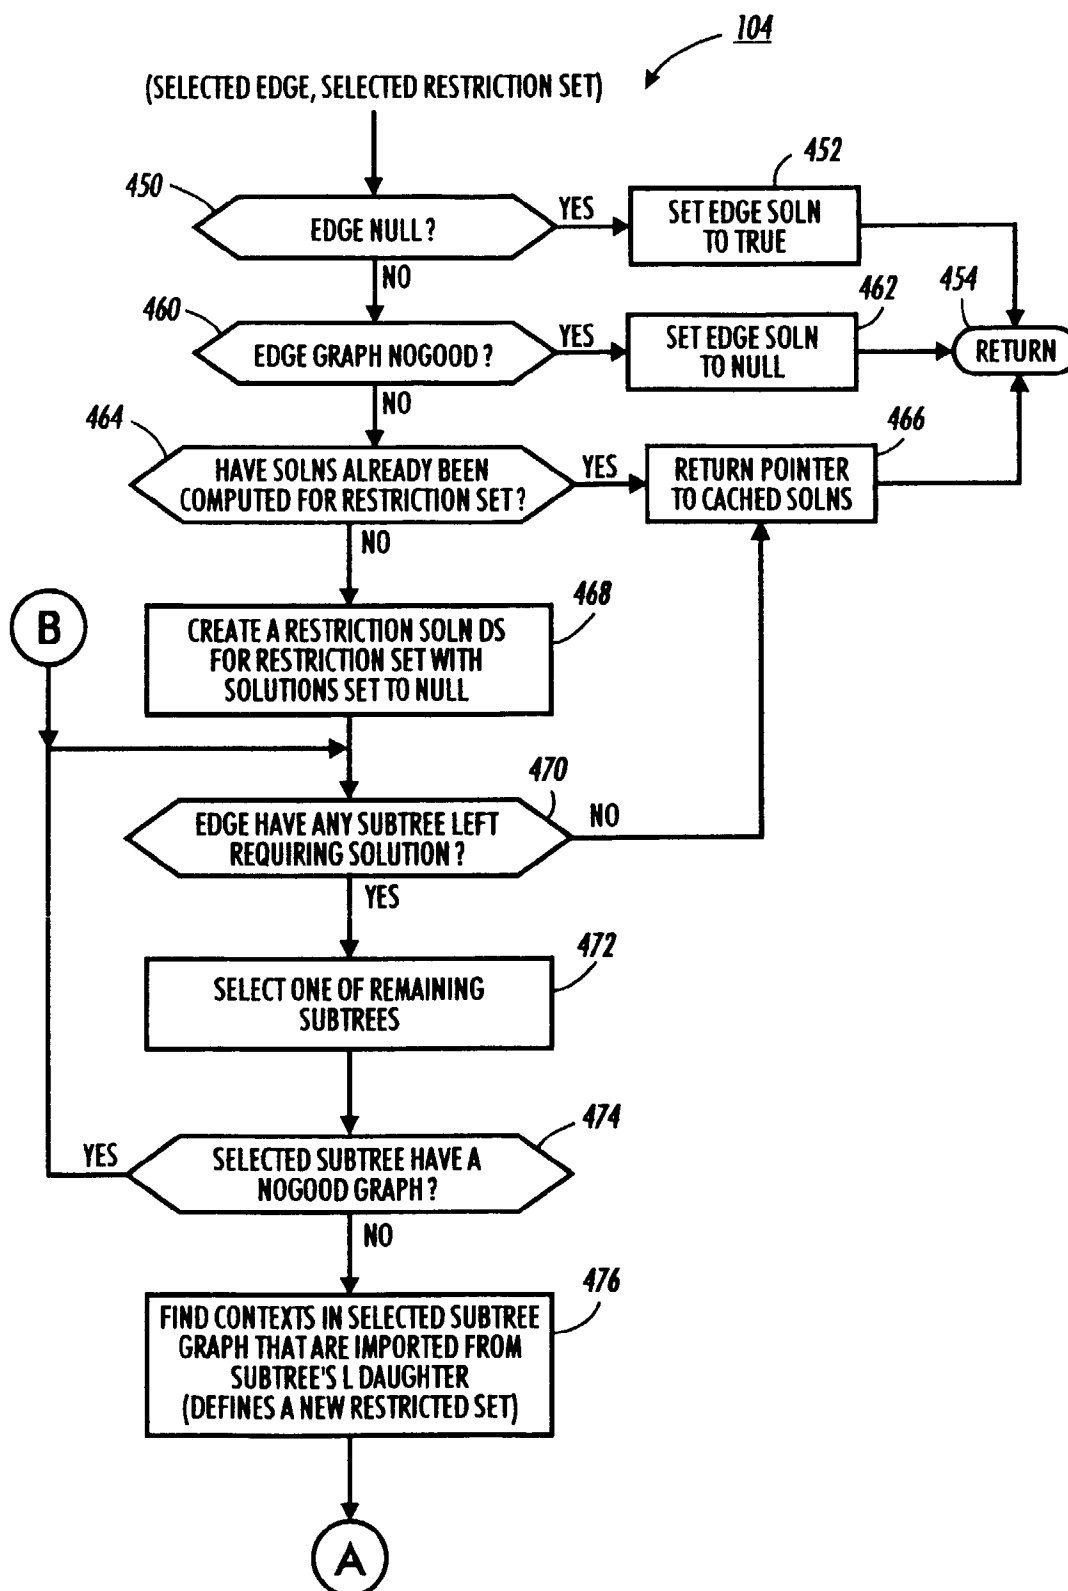 104
(SELECTED EDGE, SELECTED RESTRICTION SET)
450
EDGE NULL?
YES
452
SET EDGE SOLN
TO TRUE
NO
460
EDGE GRAPH NOGOOD?
YES
462
SET EDGE SOLN
TO NULL
454
RETURN
NO
464
HAVE SOLNS ALREADY BEEN
COMPUTED FOR RESTRICTION SET?
YES
466
RETURN POINTER
TO CACHED SOLNS
NO
B
468
CREATE A RESTRICTION SOLN DS
FOR RESTRICTION SET WITH
SOLUTIONS SET TO NULL
470
EDGE HAVE ANY SUBTREE LEFT
REQUIRING SOLUTION?
NO
YES
472
SELECT ONE OF REMAINING
SUBTREES
474
YES
SELECTED SUBTREE HAVE A
NOGOOD GRAPH?
NO
476
FIND CONTEXTS IN SELECTED SUBTREE
GRAPH THAT ARE IMPORTED FROM
SUBTREE'S L DAUGHTER
(DEFINES A NEW RESTRICTED SET)
A